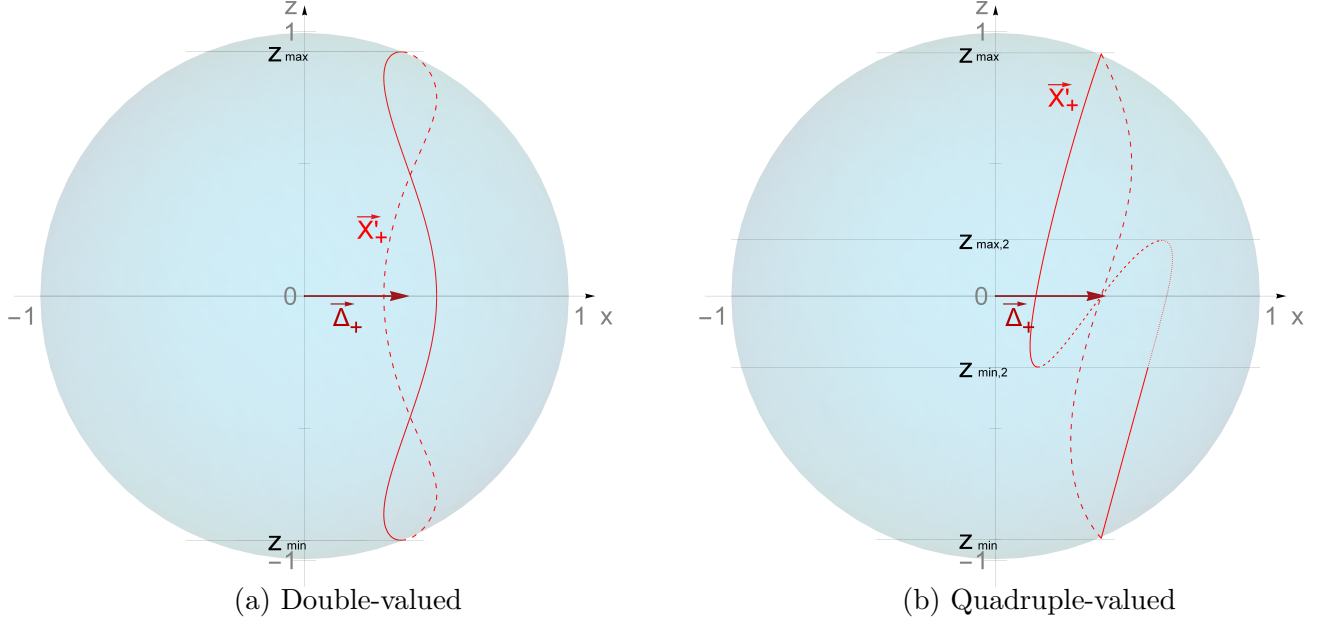 z
1
z max
X'+
0
−1
1 x
Δ+
z min
−1
(a) Double-valued
z
1
z max
X'+
z max,2
0
−1
1 x
Δ+
z min,2
z min
−1
(b) Quadruple-valued